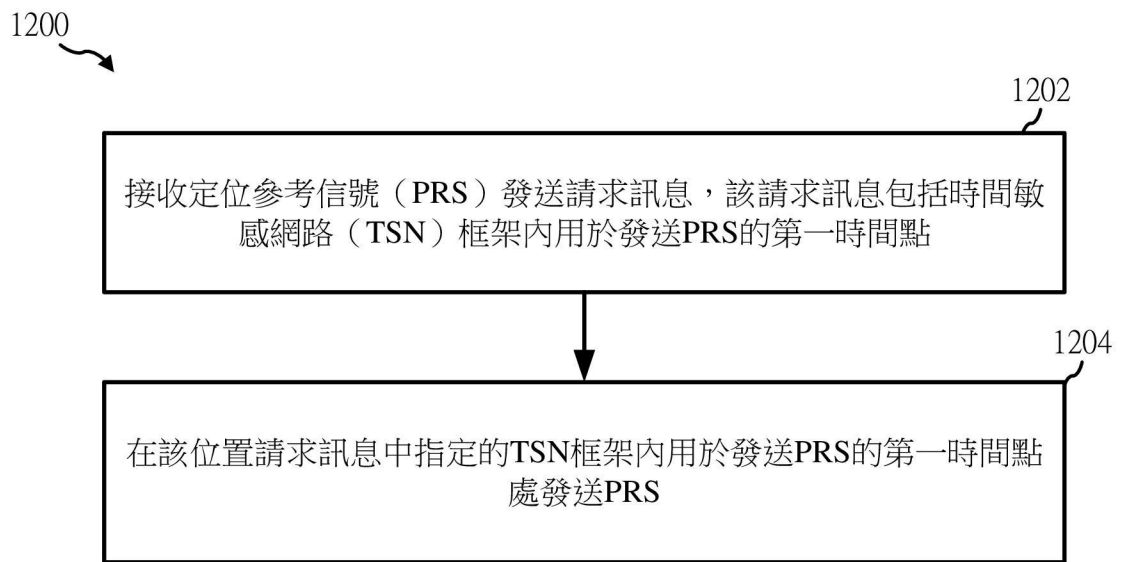 1200
1202
接收定位參考信號（PRS）發送請求訊息，該請求訊息包括時間敏
感網路（TSN）框架內用於發送PRS的第一時間點
1204
在該位置請求訊息中指定的TSN框架內用於發送PRS的第一時間點
處發送PRS